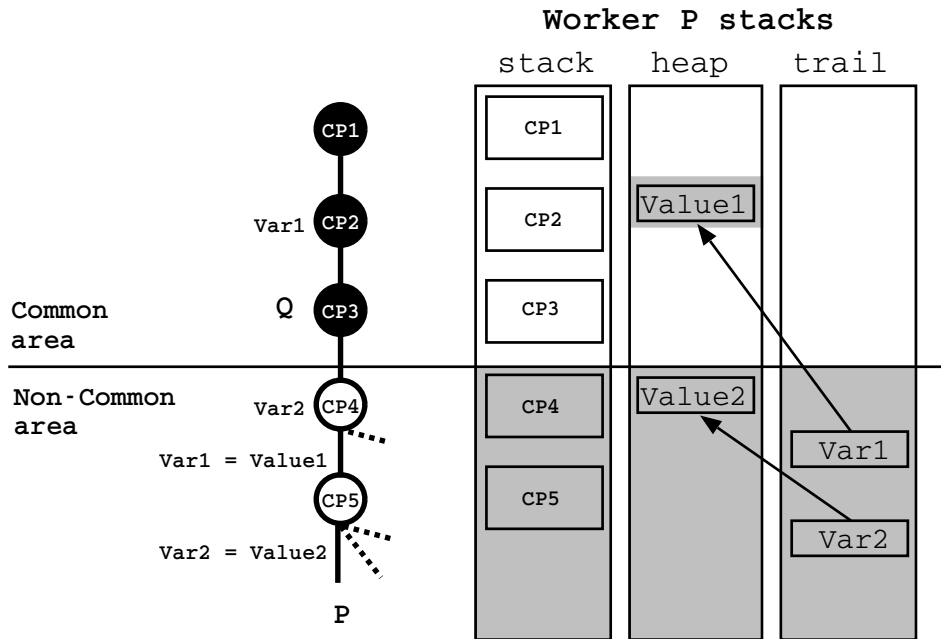 Worker P stacks
stack heap trail
CP1 CP1
Var1 CP2 CP2 Value1
Common
area
Q CP3 CP3
Non-Common
area
Var2 CP4 CP4 Value2
Var1 = Value1 Var1
CP5 CP5
Var2 = Value2 Var2
P